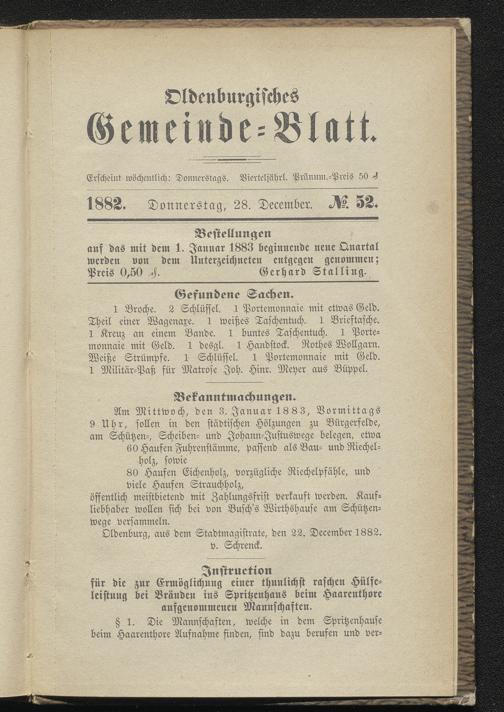 Oldenburgisches
Gemeinde-Blatt.
Erscheint wöchentlich: Donnerstags. Vierteljährl. Pränum.-Preis 50 ₰
1882. Donnerstag, 28. December. № 52.
Bestellungen
auf das mit dem 1. Januar 1883 beginnende neue Quartal
werden von dem Unterzeichneten entgegen genommen;
Preis 0,50 ₰. Gerhard Stalling.
Gefundene Sachen.
1 Broche. 2 Schlüssel. 1 Portemonnaie mit etwas Geld.
Theil einer Wagenaxe. 1 weißes Taschentuch. 1 Brieftasche.
1 Kreuz an einem Bande. 1 buntes Taschentuch. 1 Porte-
monnaie mit Geld. 1 desgl. 1 Handstock. Rothes Wollgarn.
Weiße Strümpfe. 1 Schlüssel. 1 Portemonnaie mit Geld.
1 Militär-Paß für Matrose Joh. Hinr. Meyer aus Büppel.
Bekanntmachungen.
Am Mittwoch, den 3. Januar 1883, Vormittags
9 Uhr, sollen in den städtischen Hölzungen zu Bürgerfelde,
am Schützen-, Scheiben- und Johann-Justuswege belegen, etwa
60 Haufen Fuhrenstämme, passend als Bau- und Riechel-
holz, sowie
80 Haufen Eichenholz, vorzügliche Riechelpfähle, und
viele Haufen Strauchholz,
öffentlich meistbietend mit Zahlungsfrist verkauft werden. Kauf-
liebhaber wollen sich bei von Busch's Wirthshause am Schützen-
wege versammeln.
Oldenburg, aus dem Stadtmagistrate, den 22. December 1882.
v. Schrenck.
Instruction
für die zur Ermöglichung einer thunlichst raschen Hülfe-
leistung bei Bränden ins Spritzenhaus beim Haarenthore
aufgenommenen Mannschaften.
§ 1. Die Mannschaften, welche in dem Spritzenhause
beim Haarenthore Aufnahme finden, sind dazu berufen und ver-